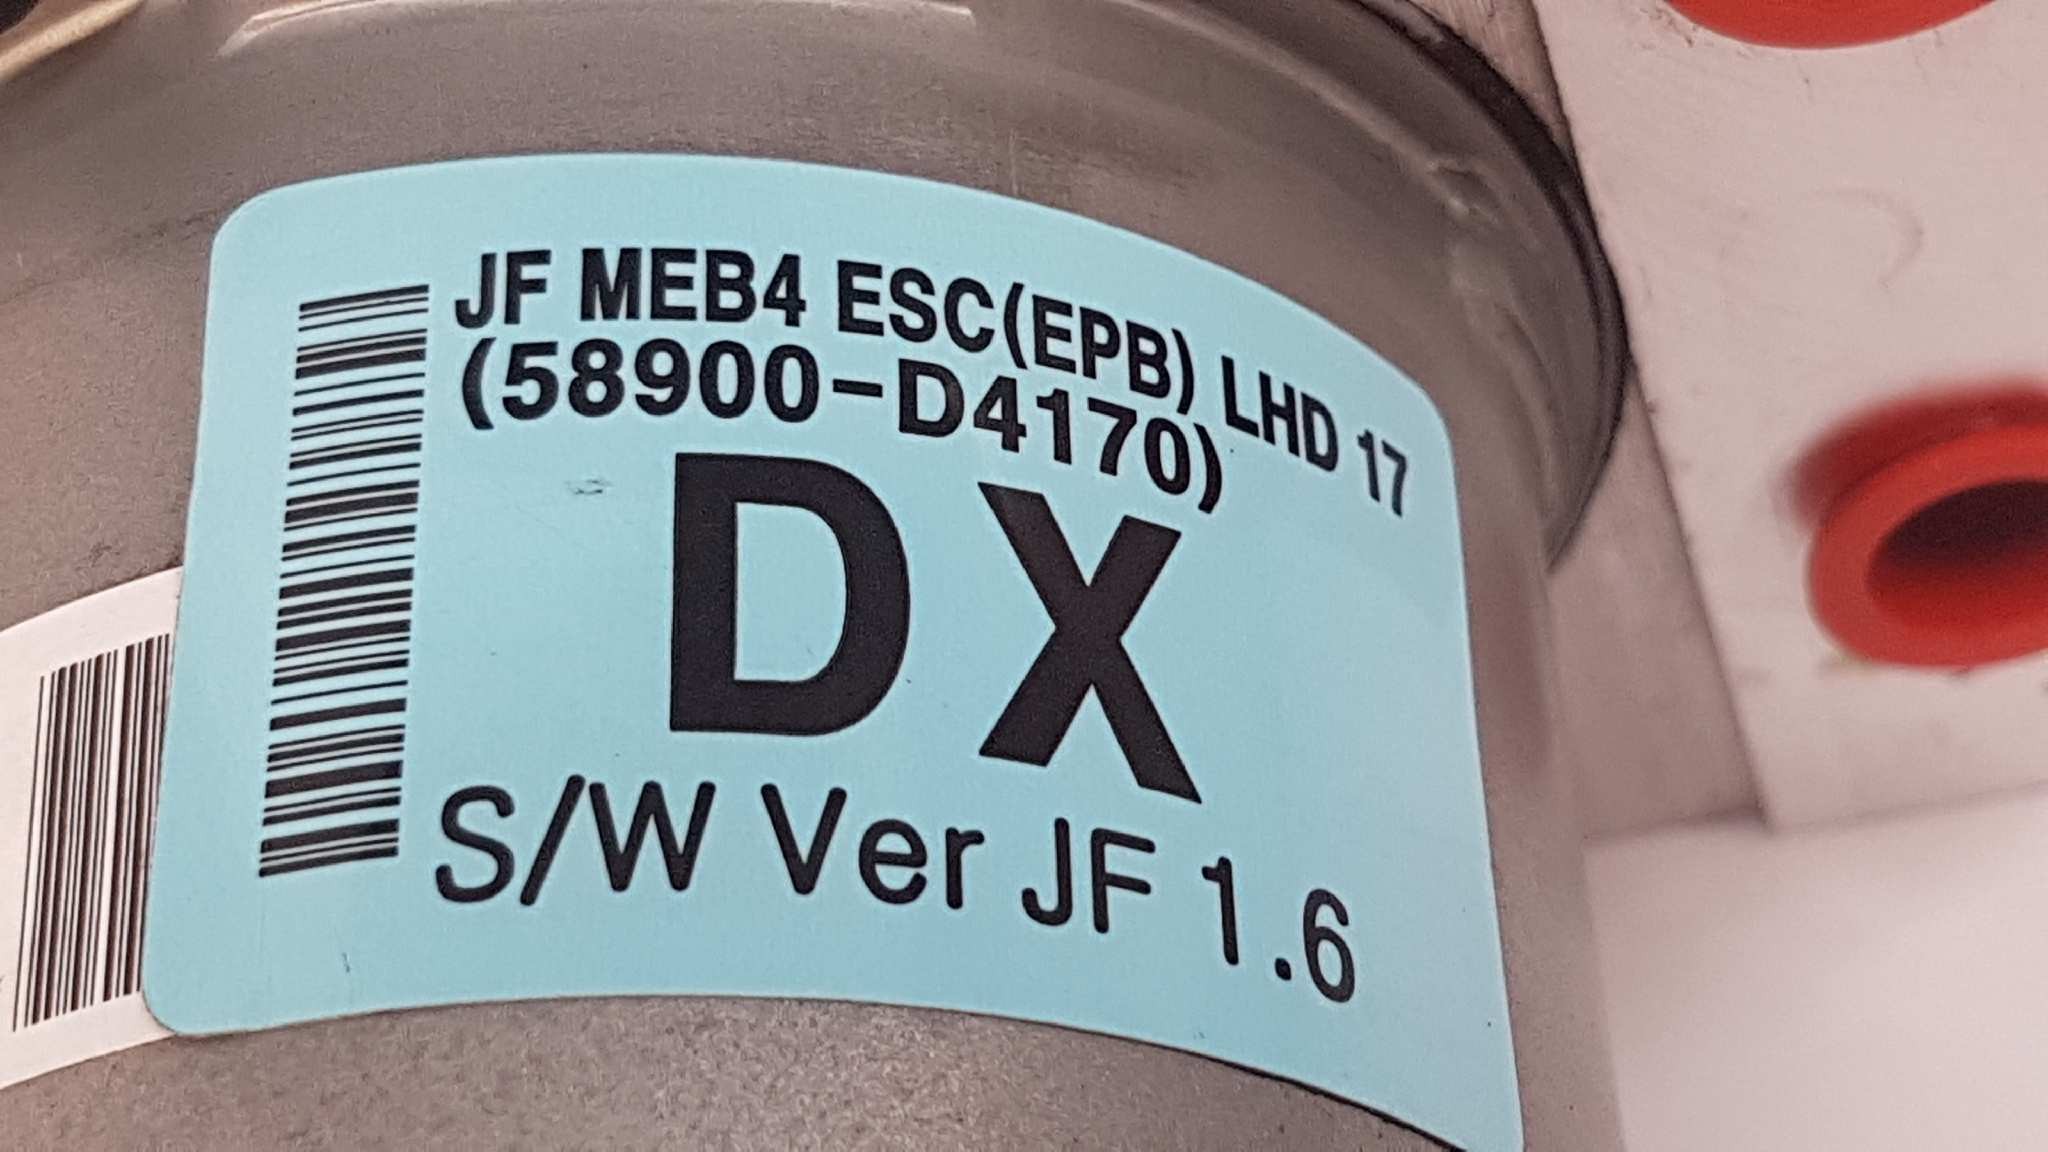 JF MEB4 ESC(EPB) LHD 17
(58900-D4170)
DX
S/W Ver JF 1.6